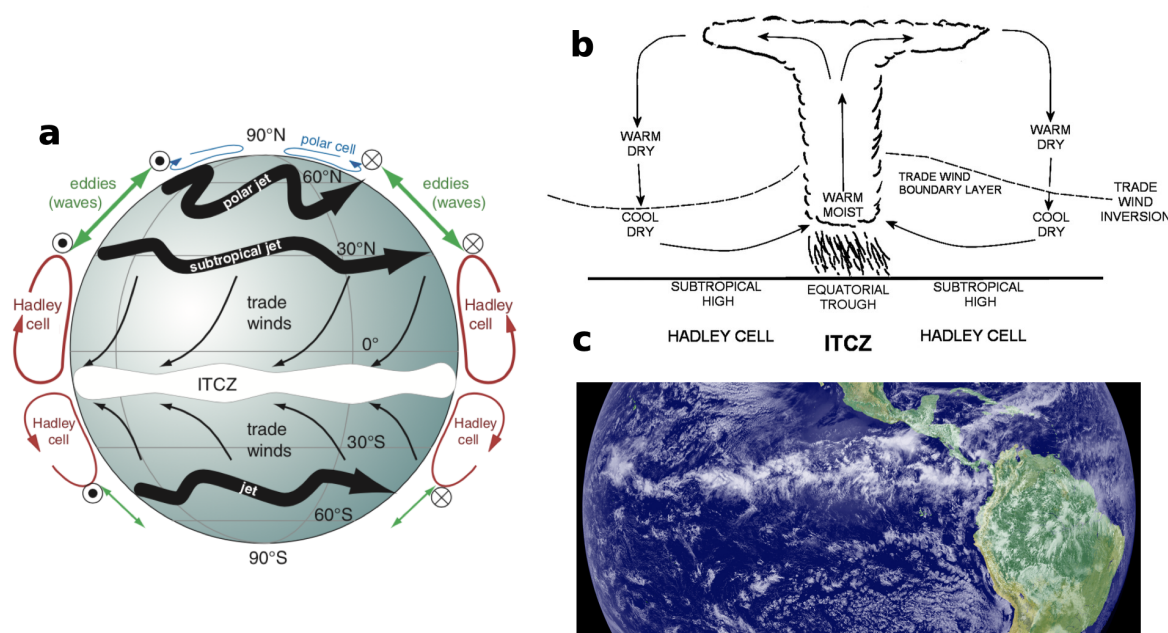 a
90°N
polar cell
60°N
polar jet
eddies
(waves)
eddies
(waves)
30°N
subtropical jet
Hadley
cell
Hadley
cell
trade
winds
0°
ITCZ
Hadley
cell
Hadley
cell
trade
winds
30°S
jet
60°S
90°S
b
WARM
DRY
WARM
DRY
TRADE WIND
BOUNDARY LAYER
TRADE
WIND
INVERSION
WARM
MOIST
COOL
DRY
COOL
DRY
SUBTROPICAL
HIGH
EQUATORIAL
TROUGH
SUBTROPICAL
HIGH
HADLEY CELL
ITCZ
HADLEY CELL
c